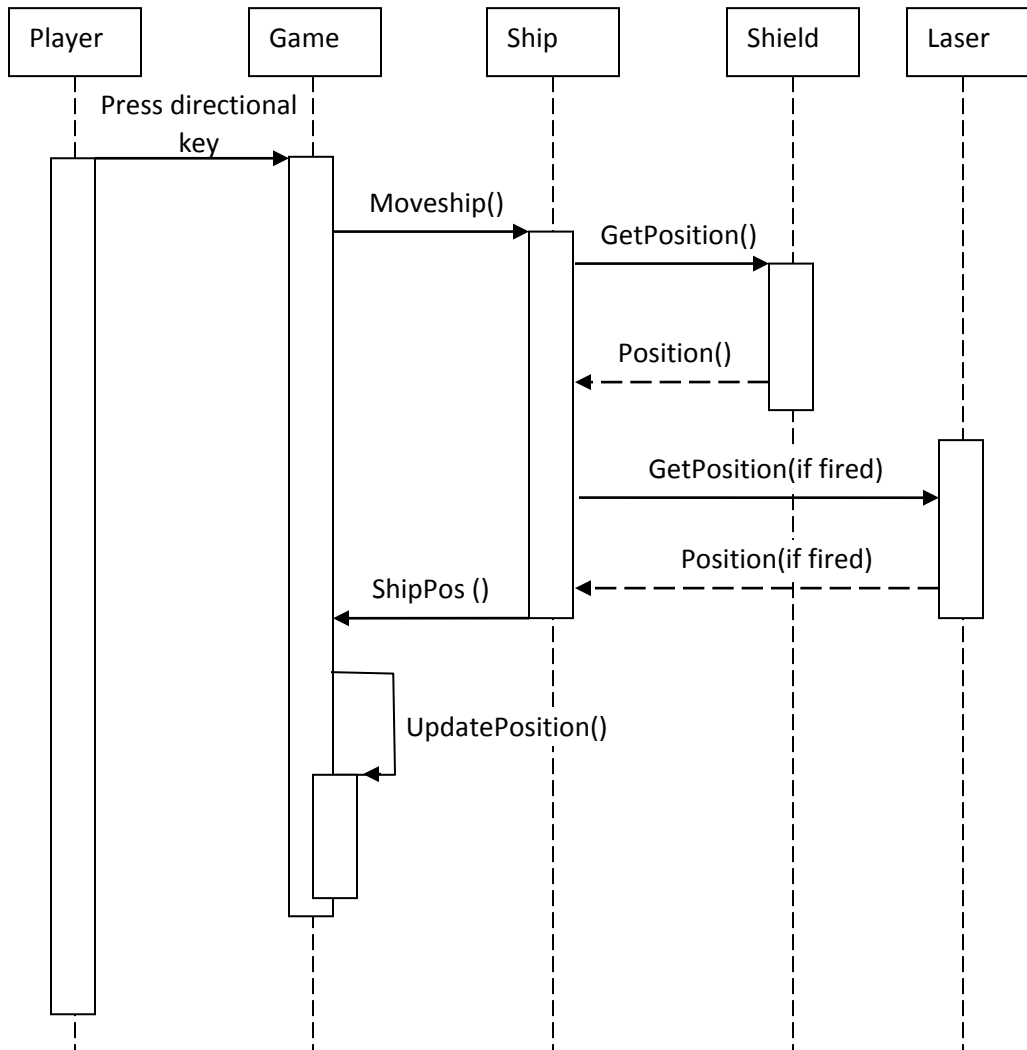 Player
Game
Ship
Shield
Laser
Press directional
key
Moveship()
GetPosition()
Position()
GetPosition(if fired)
Position(if fired)
ShipPos ()
UpdatePosition()